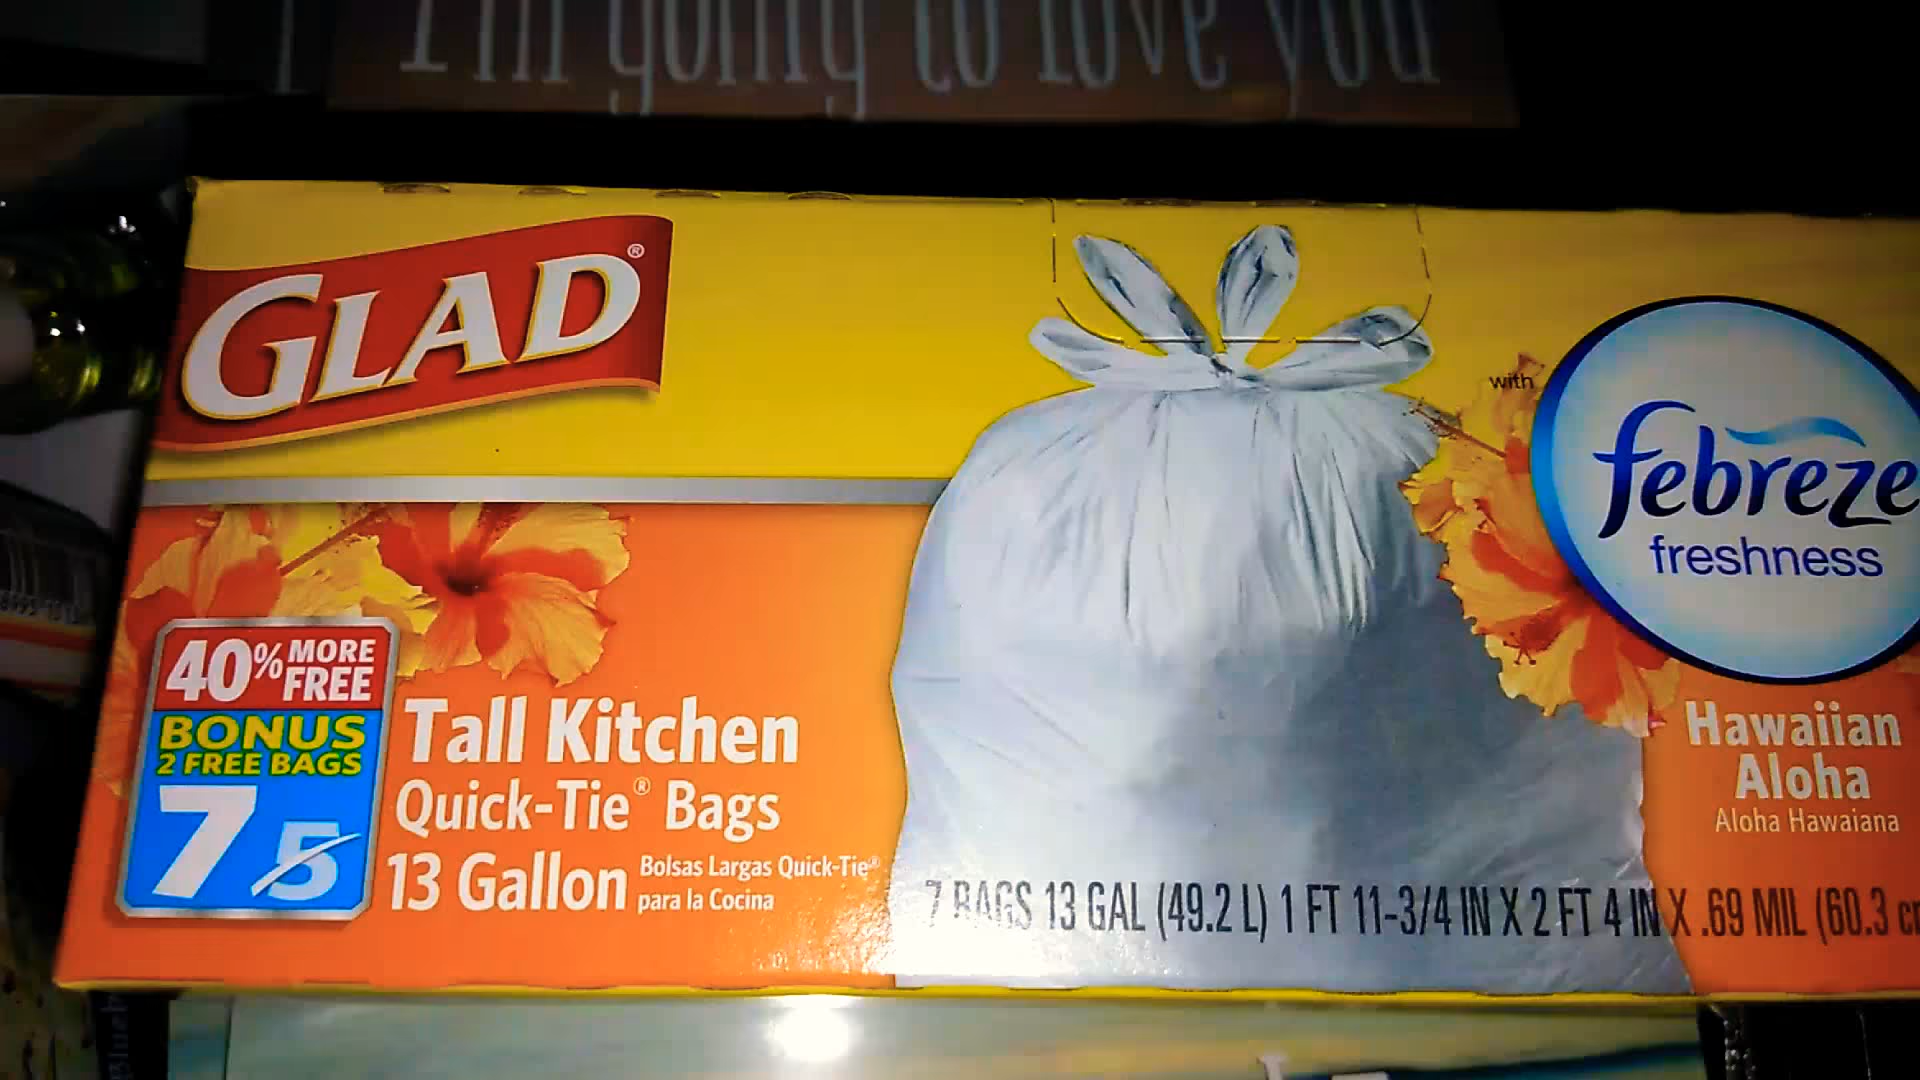 I'm going to love you
GLAD®
with
febreze
freshness
40% MORE FREE
BONUS
2 FREE BAGS
7 5
Tall Kitchen
Quick-Tie® Bags
13 Gallon
Bolsas Largas Quick-Tie®
para la Cocina
Hawaiian
Aloha
Aloha Hawaiana
7 BAGS 13 GAL (49.2 L) 1 FT 11-3/4 IN X 2 FT 4 IN X .69 MIL (60.3